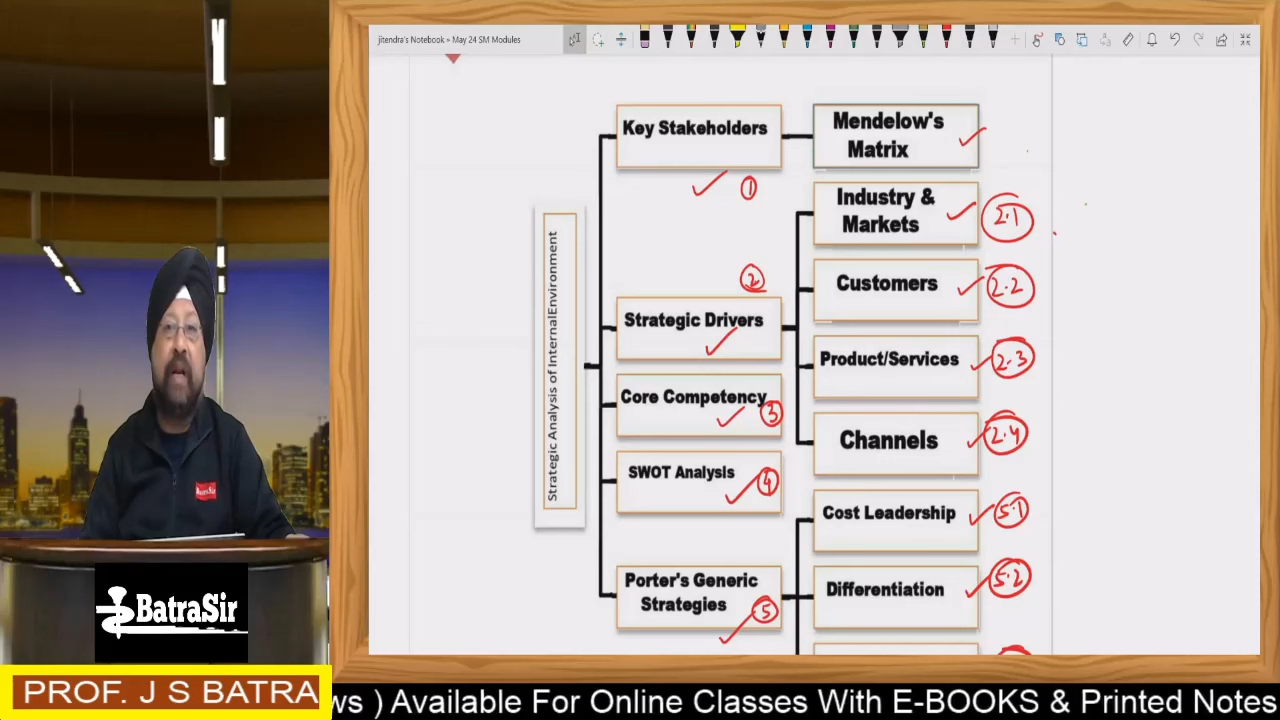 jitendra's Notebook » May 24 SM Modules
Strategic Analysis of InternalEnvironment
Key Stakeholders
1
Mendelow's
Matrix
Industry &
Markets
2.1
2
Strategic Drivers
Customers
2.2
Product/Services
2.3
Channels
2.4
Core Competency
3
SWOT Analysis
4
Cost Leadership
5.1
Porter's Generic
Strategies
5
Differentiation
5.2
BatraSir
BatraSir
PROF. J S BATRA
ws ) Available For Online Classes With E-BOOKS & Printed Notes